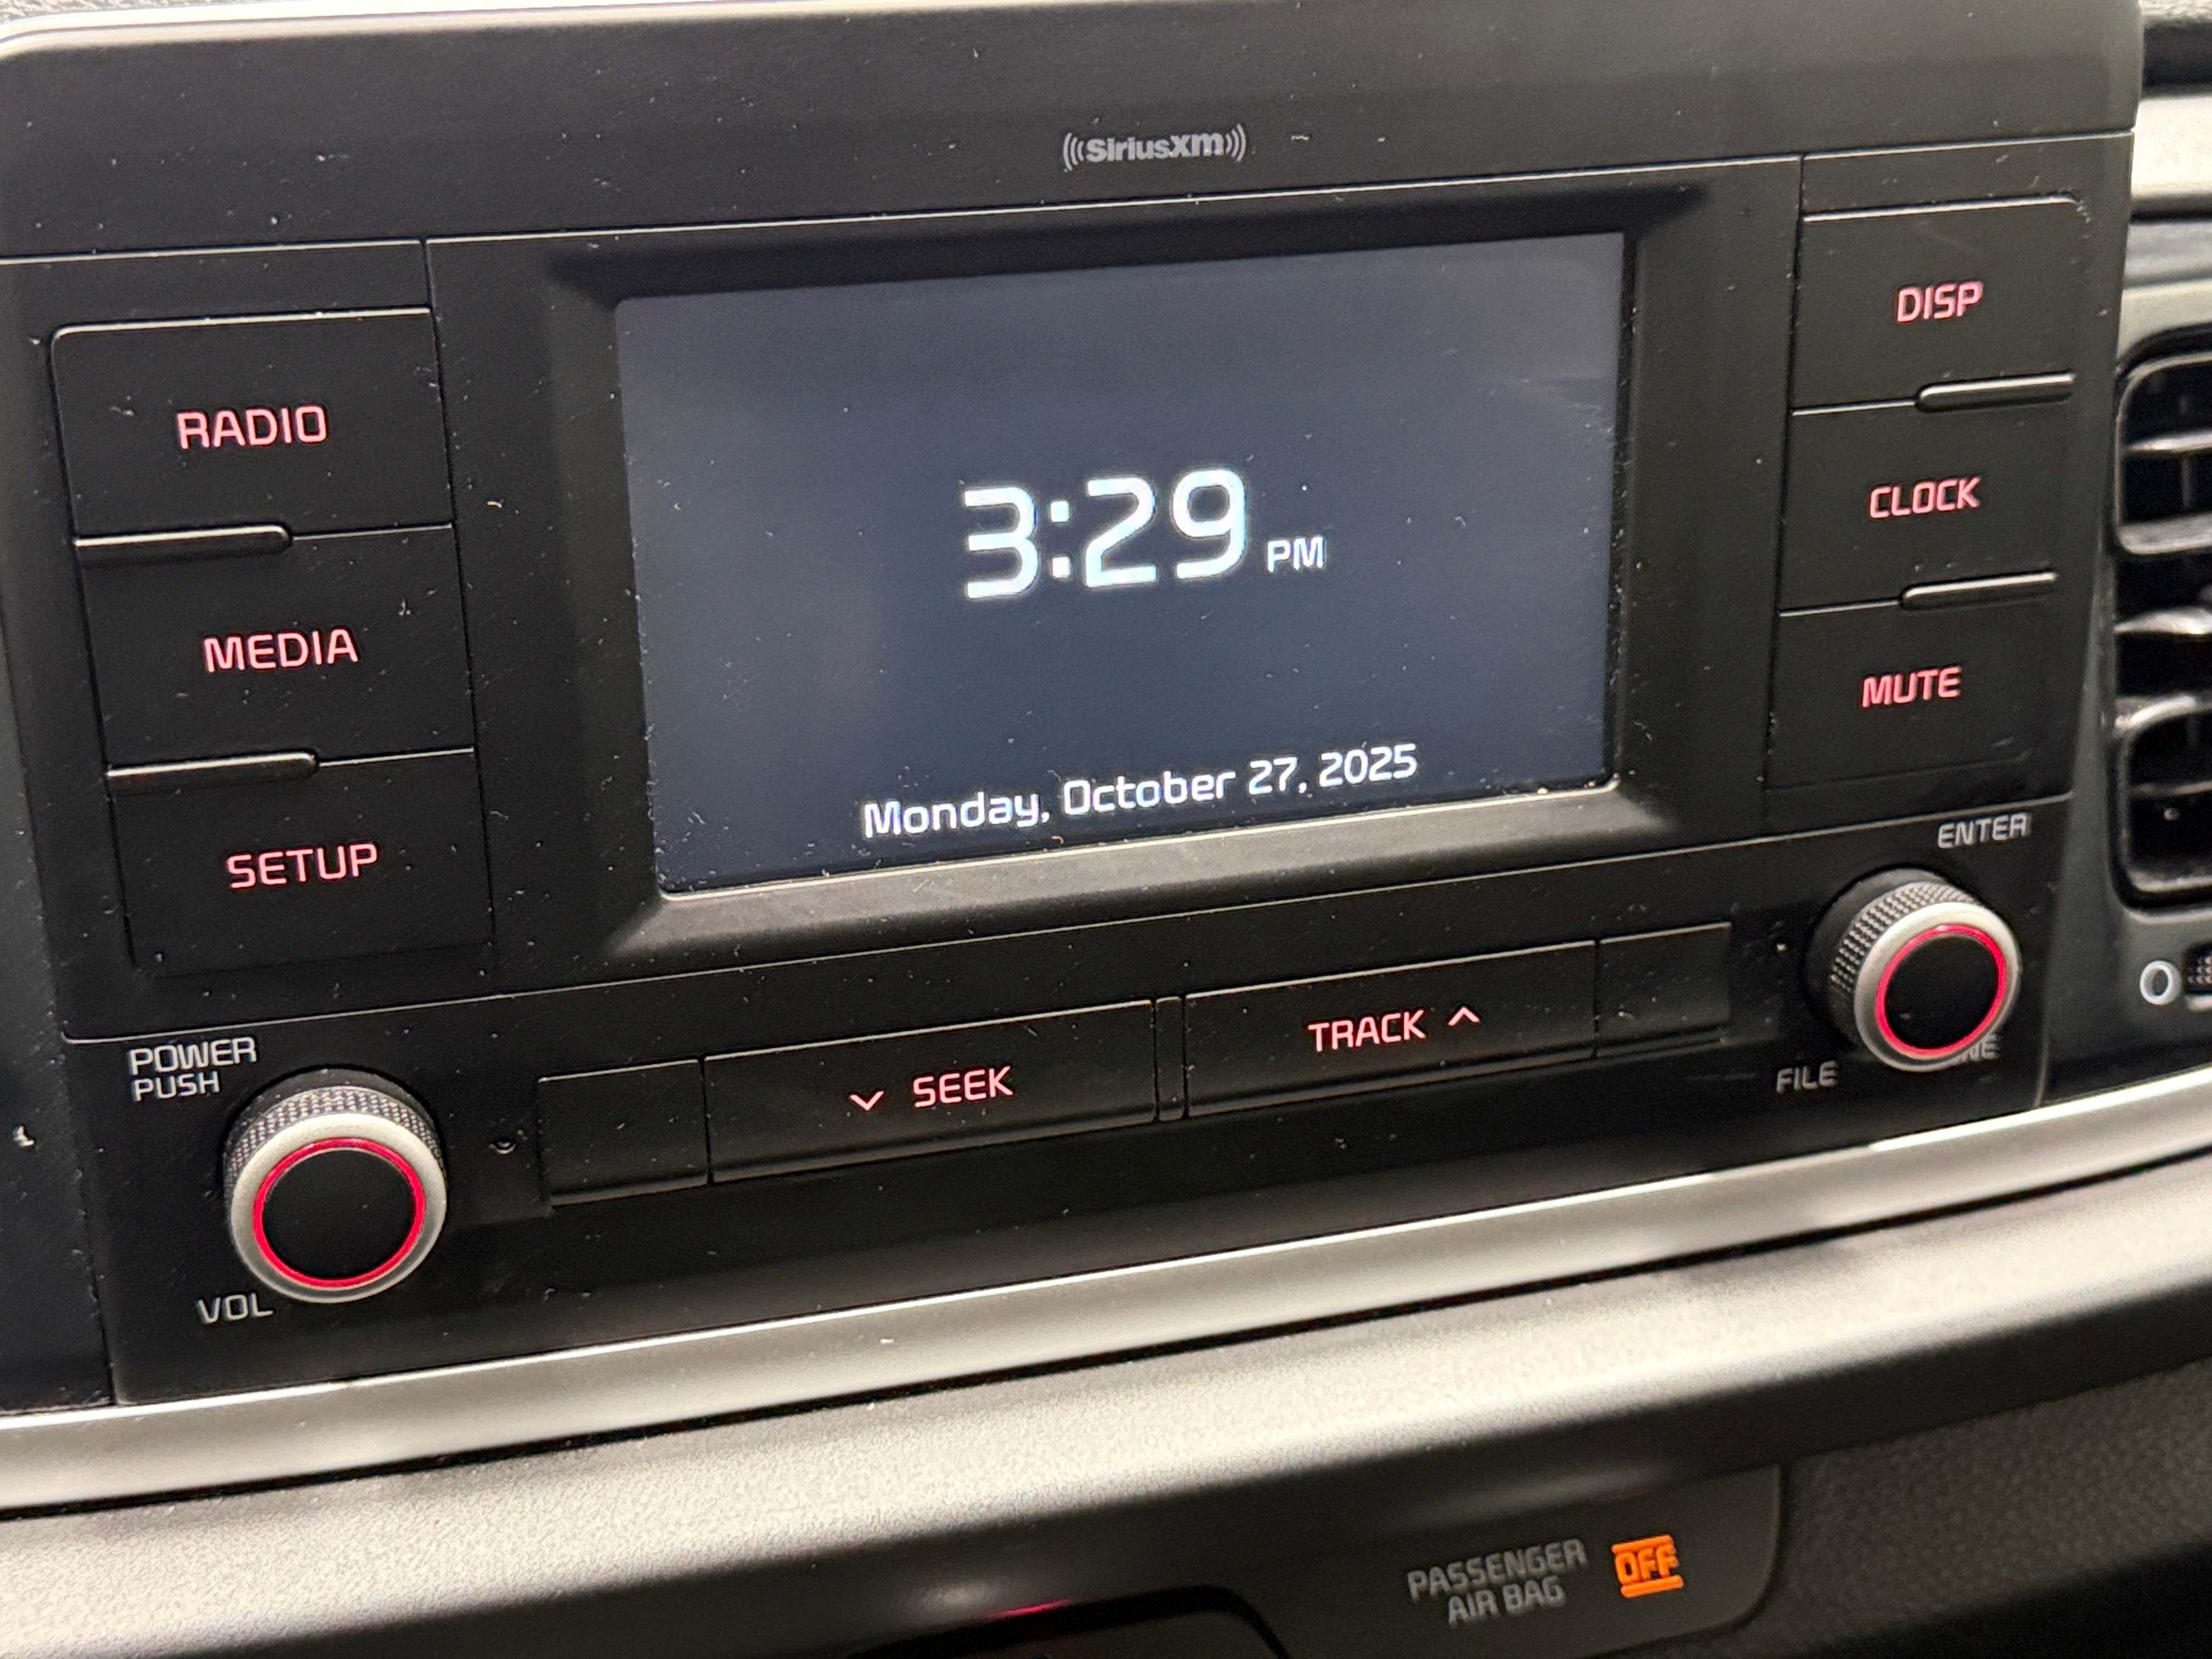 SiriusXM
RADIO
MEDIA
SETUP
3:29 PM
Monday, October 27, 2025
DISP
CLOCK
MUTE
ENTER
POWER
PUSH
VOL
SEEK
TRACK
FILE
PASSENGER
AIR BAG
OFF